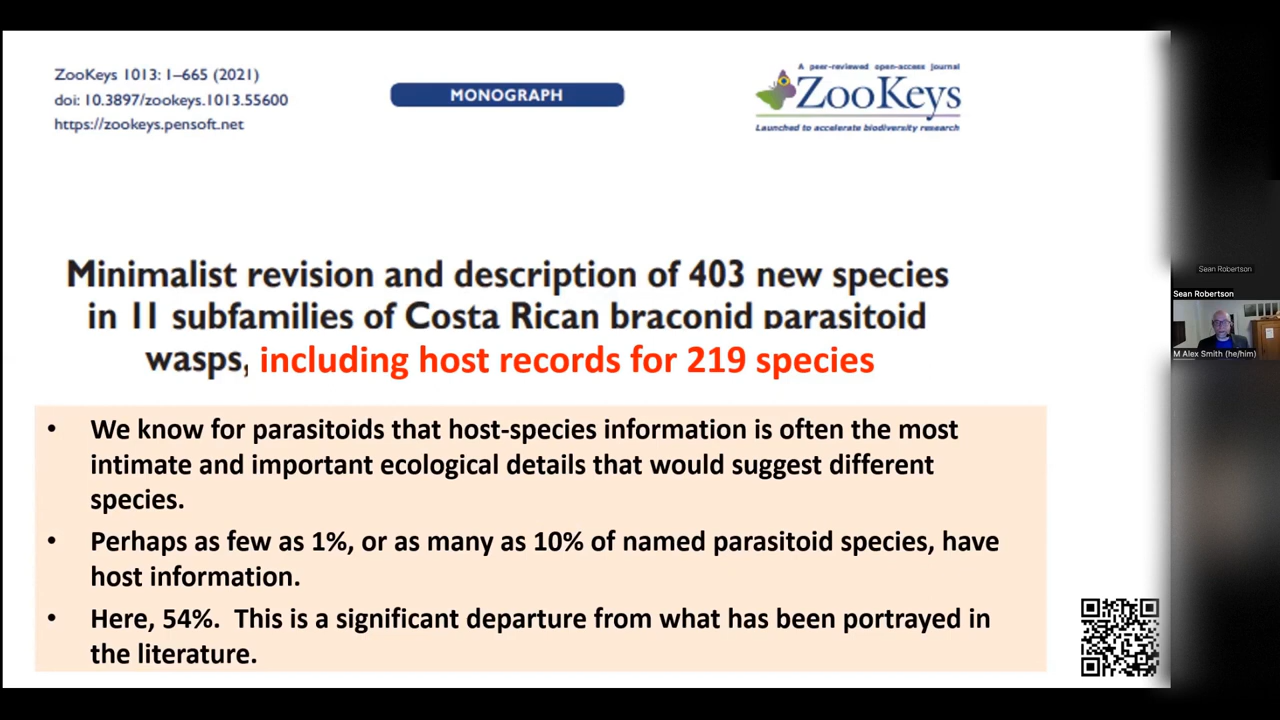 ZooKeys 1013: 1–665 (2021)
doi: 10.3897/zookeys.1013.55600
https://zookeys.pensoft.net
MONOGRAPH
A peer-reviewed open-access journal
ZooKeys
Launched to accelerate biodiversity research
Minimalist revision and description of 403 new species
in 11 subfamilies of Costa Rican braconid parasitoid
wasps, including host records for 219 species
• We know for parasitoids that host-species information is often the most
intimate and important ecological details that would suggest different
species.
• Perhaps as few as 1%, or as many as 10% of named parasitoid species, have
host information.
• Here, 54%. This is a significant departure from what has been portrayed in
the literature.
Sean Robertson
Sean Robertson
M Alex Smith (he/him)